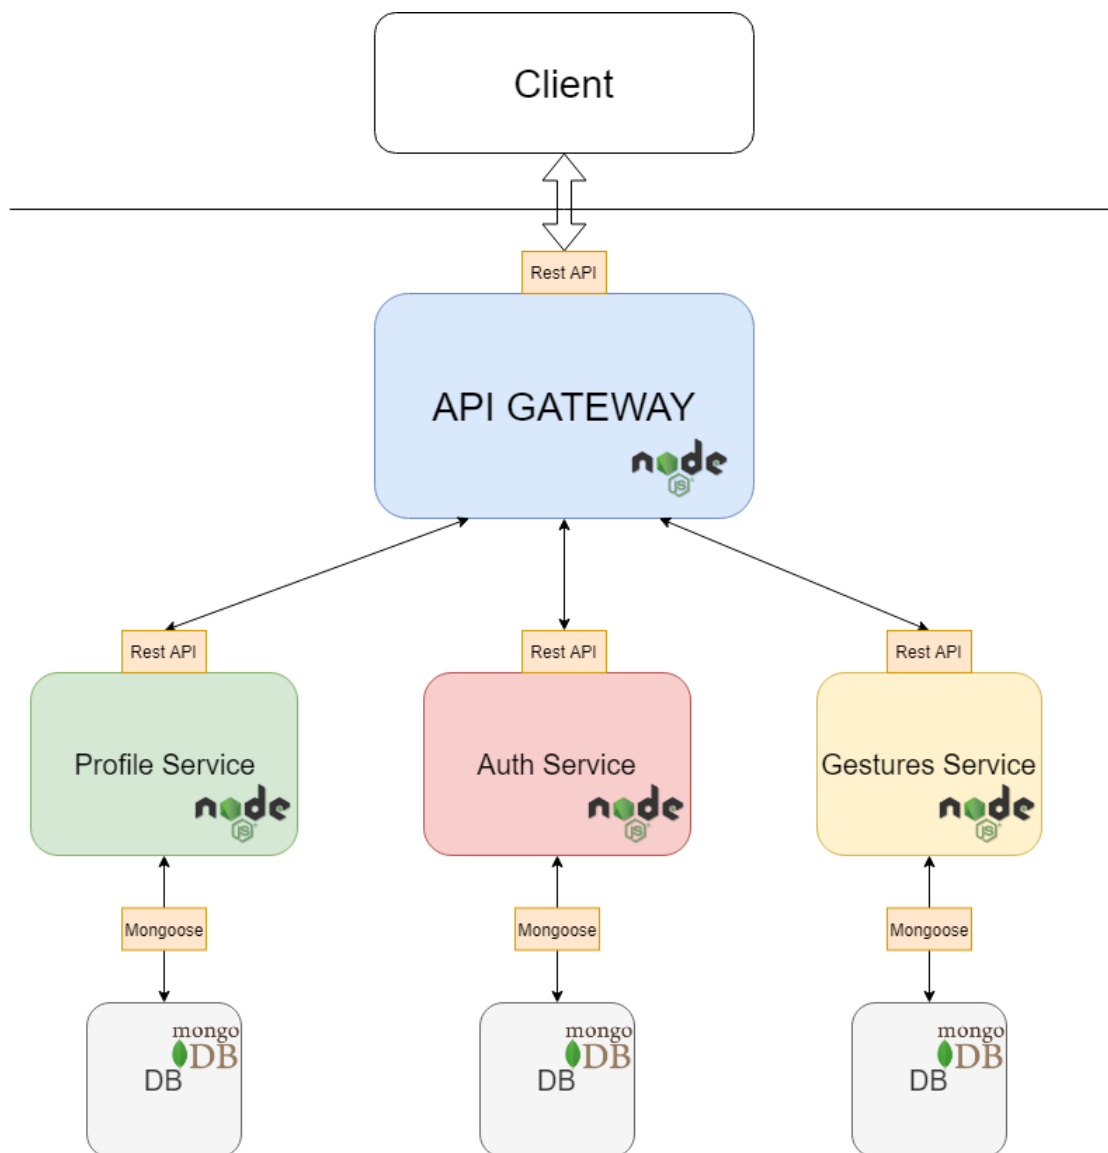 Client
Rest API
API GATEWAY
node
JS
Rest API
Rest API
Rest API
Profile Service
node
JS
Auth Service
node
JS
Gestures Service
node
JS
Mongoose
Mongoose
Mongoose
mongo
DB
DB
mongo
DB
DB
mongo
DB
DB